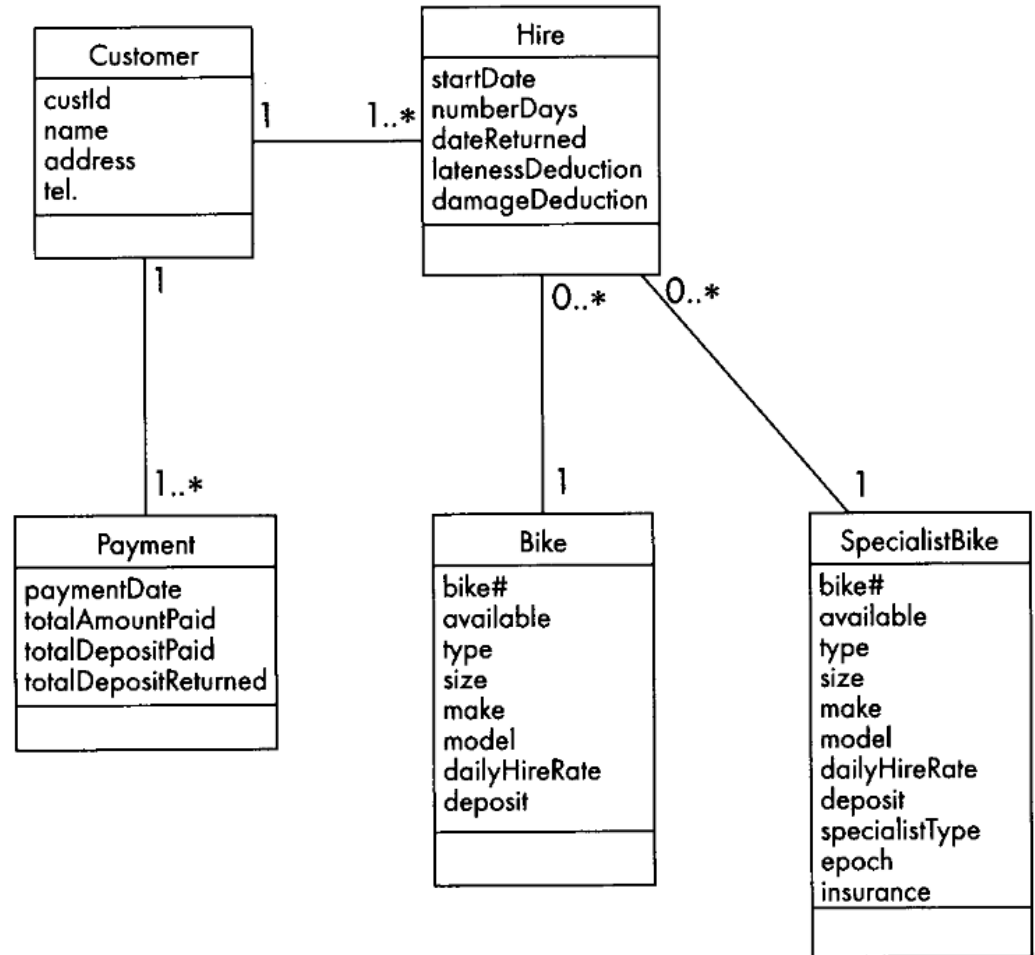 Customer
custId
name
address
tel.
1
1..*
Hire
startDate
numberDays
dateReturned
latenessDeduction
damageDeduction
1
1..*
0..*
0..*
1
1
Payment
paymentDate
totalAmountPaid
totalDepositPaid
totalDepositReturned
Bike
bike#
available
type
size
make
model
dailyHireRate
deposit
SpecialistBike
bike#
available
type
size
make
model
dailyHireRate
deposit
specialistType
epoch
insurance